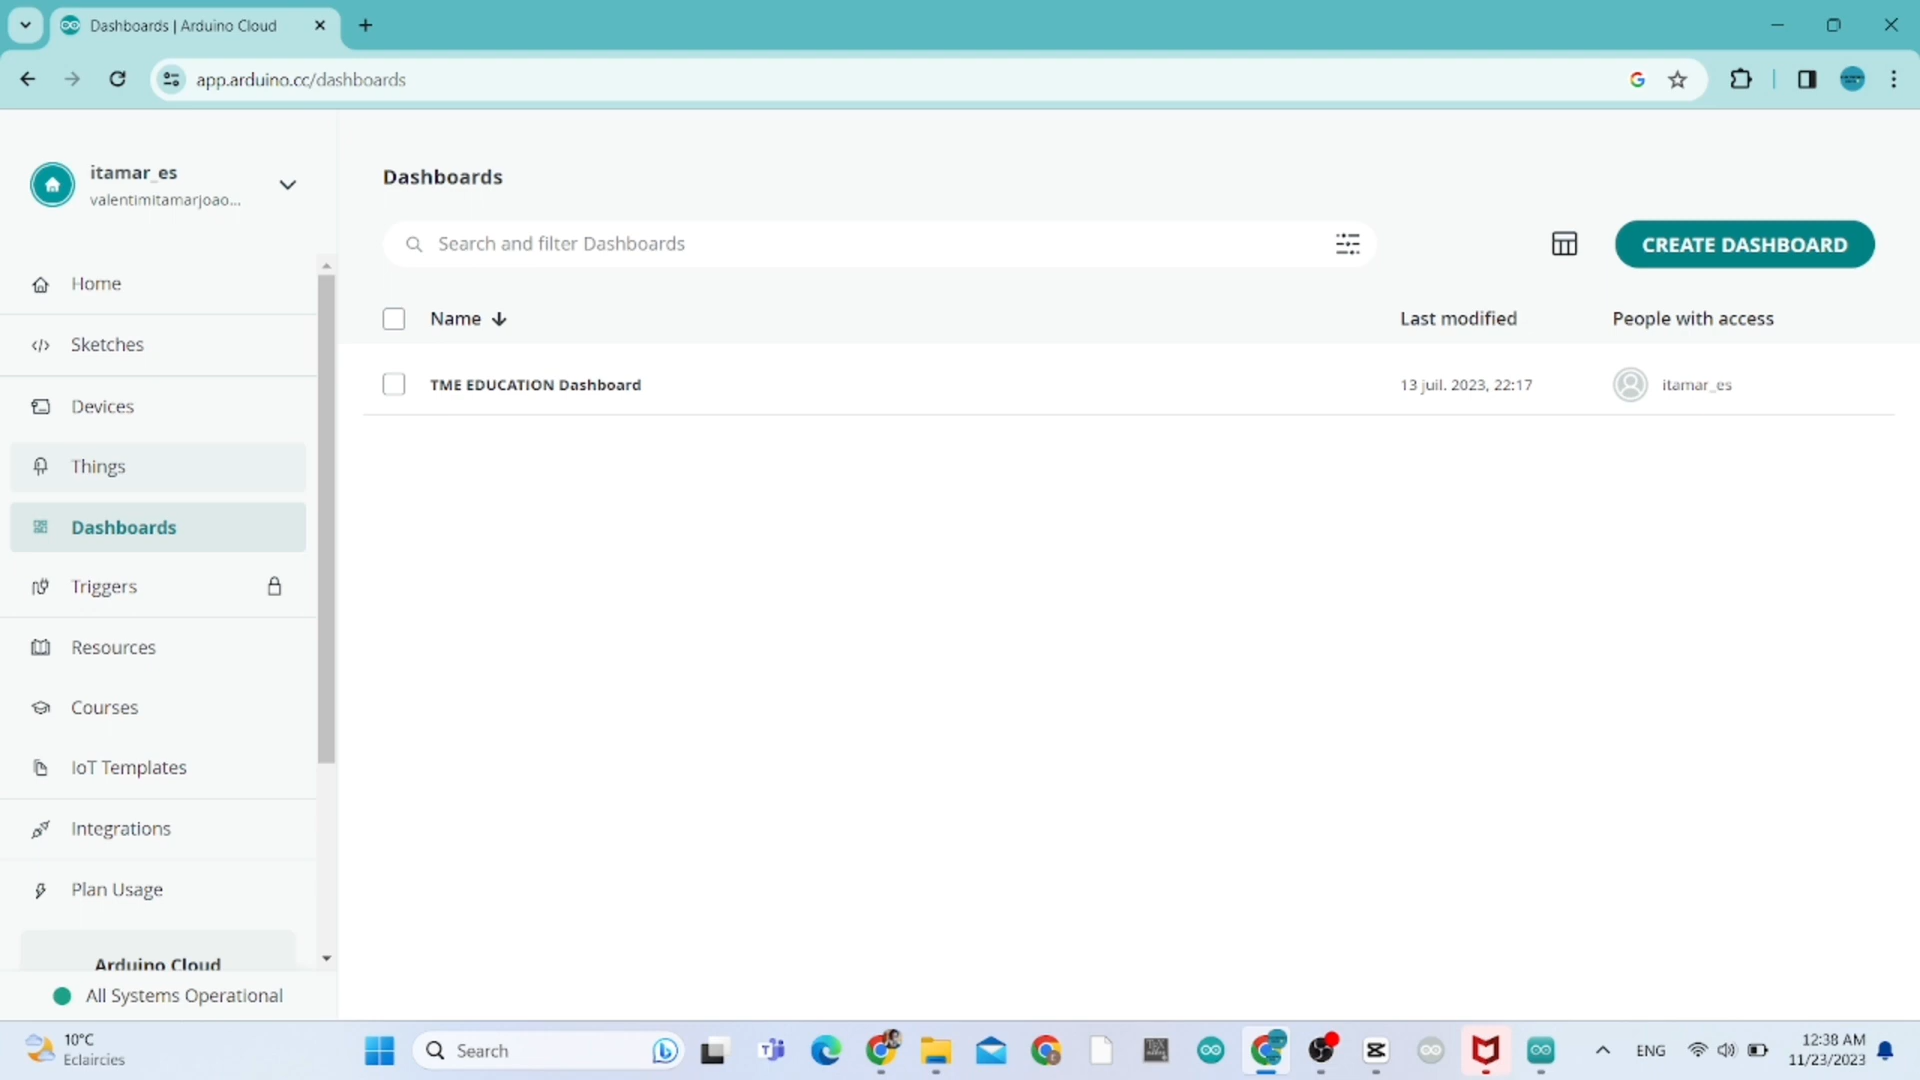 Dashboards | Arduino Cloud
app.arduino.cc/dashboards
itamar_es
valentimitamarjoao...
Home
Sketches
Devices
Things
Dashboards
Triggers
Resources
Courses
IoT Templates
Integrations
Plan Usage
Arduino Cloud
All Systems Operational
Dashboards
Search and filter Dashboards
CREATE DASHBOARD
Name
Last modified
People with access
TME EDUCATION Dashboard
13 juil. 2023, 22:17
itamar_es
10°C
Eclaircies
Search
ENG
12:38 AM
11/23/2023